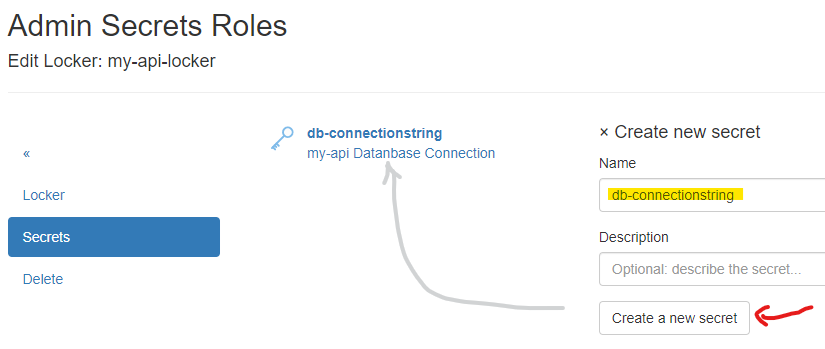 Admin Secrets Roles
Edit Locker: my-api-locker
«
Locker
Secrets
Delete
db-connectionstring
my-api Datanbase Connection
× Create new secret
Name
db-connectionstring
Description
Optional: describe the secret...
Create a new secret